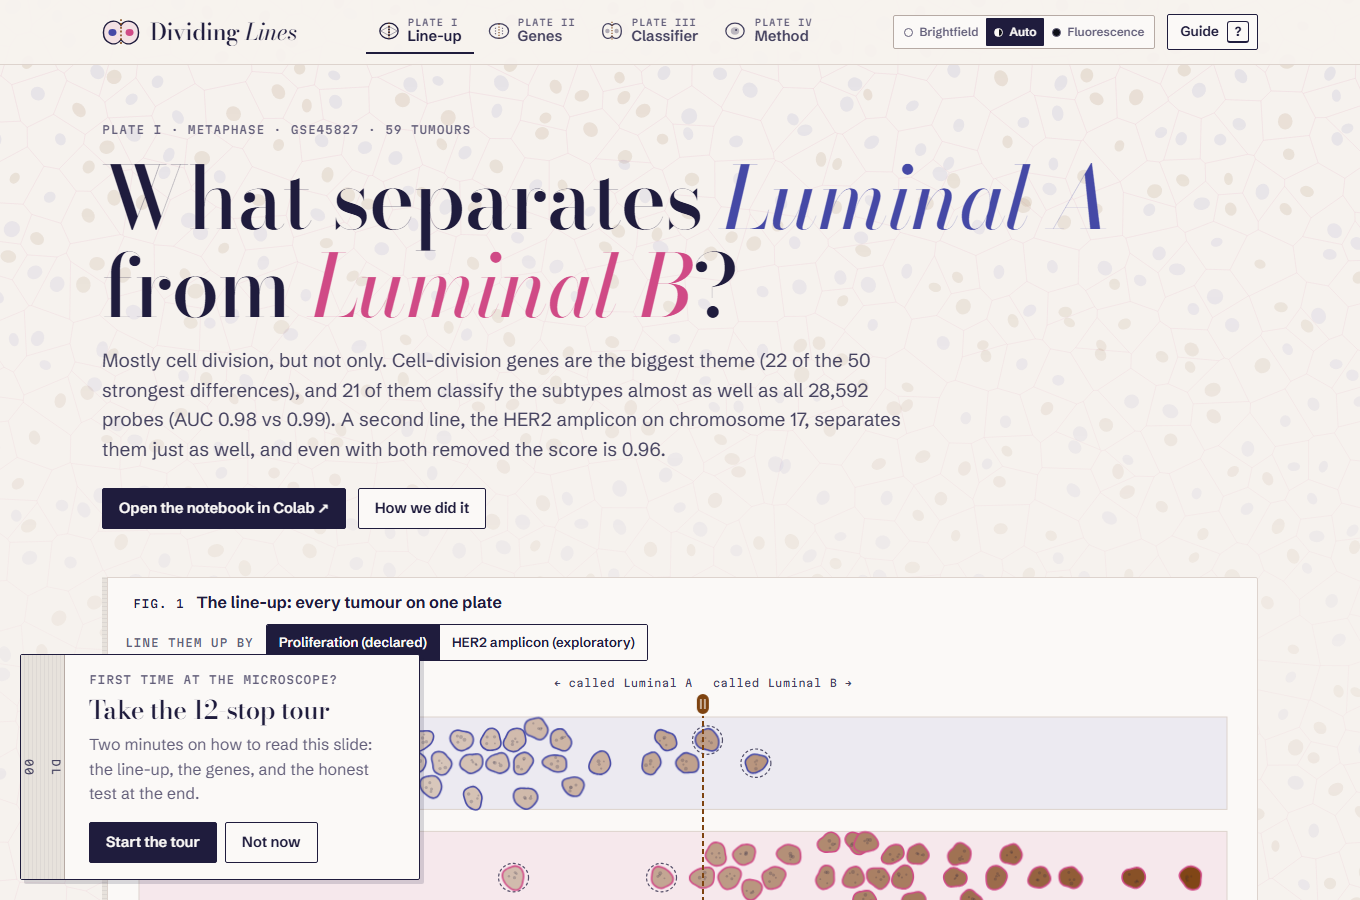 Dividing Lines
PLATE I
Line-up
PLATE II
Genes
PLATE III
Classifier
PLATE IV
Method
Brightfield
Auto
Fluorescence
Guide ?
PLATE I · METAPHASE · GSE45827 · 59 TUMOURS
What separates Luminal A
from Luminal B?
Mostly cell division, but not only. Cell-division genes are the biggest theme (22 of the 50
strongest differences), and 21 of them classify the subtypes almost as well as all 28,592
probes (AUC 0.98 vs 0.99). A second line, the HER2 amplicon on chromosome 17, separates
them just as well, and even with both removed the score is 0.96.
Open the notebook in Colab ↗
How we did it
FIG. 1 The line-up: every tumour on one plate
LINE THEM UP BY
Proliferation (declared)
HER2 amplicon (exploratory)
← called Luminal A
called Luminal B →
DL
00
FIRST TIME AT THE MICROSCOPE?
Take the 12-stop tour
Two minutes on how to read this slide:
the line-up, the genes, and the honest
test at the end.
Start the tour
Not now